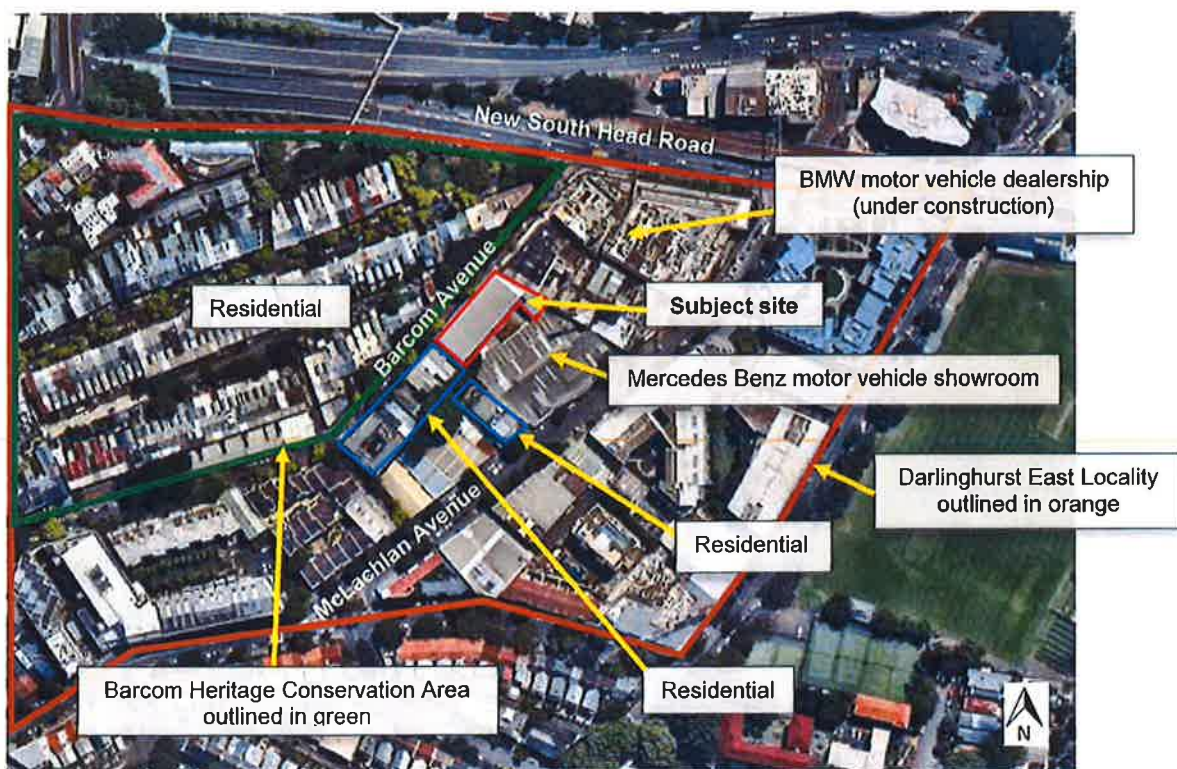 New South Head Road
BMW motor vehicle dealership
(under construction)
Barcom Avenue
Residential
Subject site
Mercedes Benz motor vehicle showroom
Darlinghurst East Locality
outlined in orange
McLachlan Avenue
Residential
Barcom Heritage Conservation Area
outlined in green
Residential
N